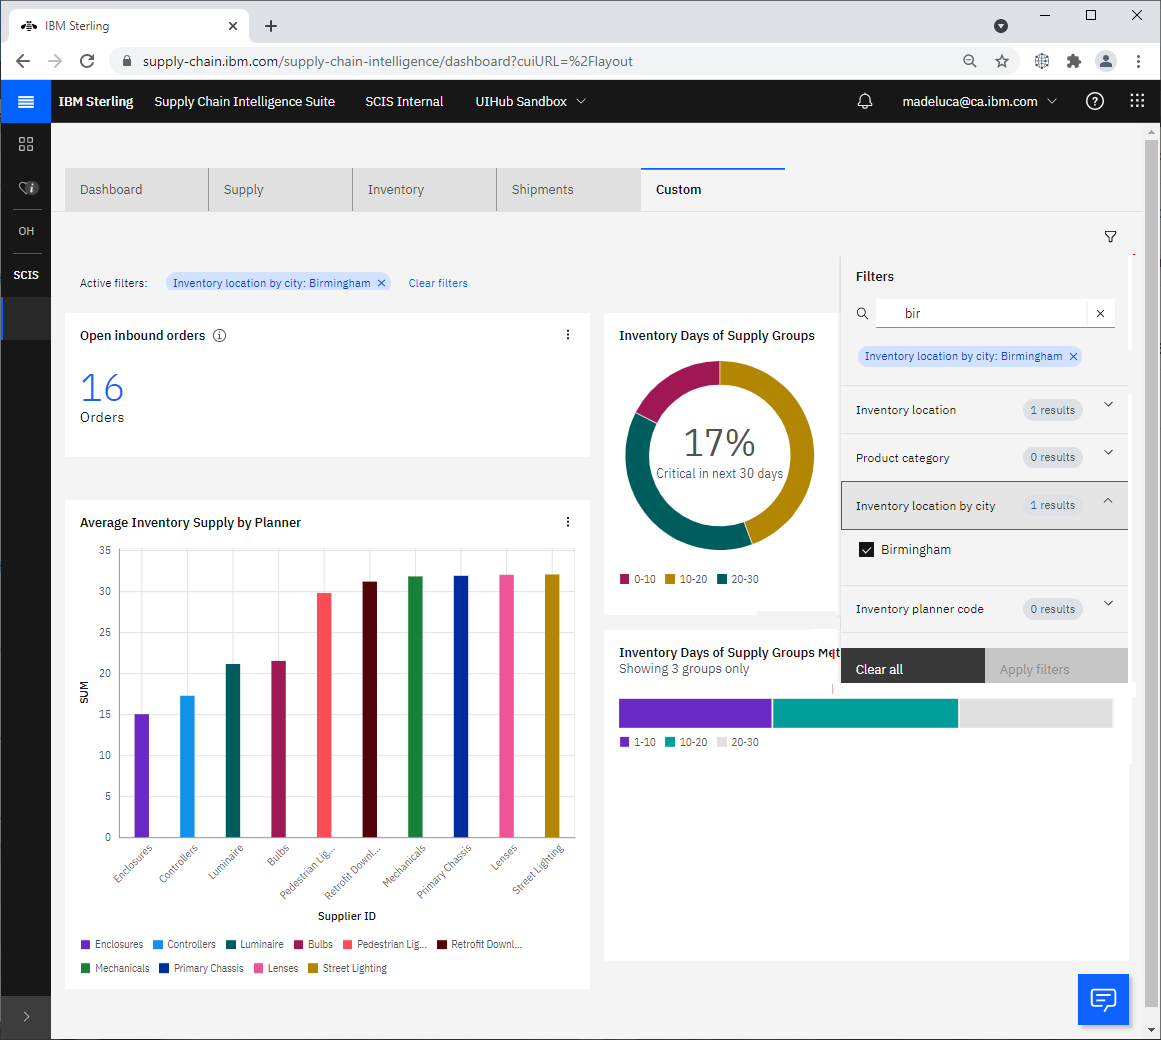 IBM Sterling
supply-chain.ibm.com/supply-chain-intelligence/dashboard?cuiURL=%2Flayout
IBM Sterling Supply Chain Intelligence Suite SCIS Internal UIHub Sandbox madeluca@ca.ibm.com
OH
SCIS
Dashboard Supply Inventory Shipments Custom
Active filters: Inventory location by city: Birmingham Clear filters
Open inbound orders
16
Orders
Average Inventory Supply by Planner
35
30
25
20
15
10
5
0
SUM
Enclosures
Controllers
Luminaire
Bulbs
Pedestrian Lig...
Retrofit Downl...
Mechanicals
Primary Chassis
Lenses
Street Lighting
Supplier ID
Enclosures Controllers Luminaire Bulbs Pedestrian Lig... Retrofit Downl...
Mechanicals Primary Chassis Lenses Street Lighting
Inventory Days of Supply Groups
17%
Critical in next 30 days
0-10 10-20 20-30
Inventory Days of Supply Groups Met
Showing 3 groups only
1-10 10-20 20-30
Filters
bir
Inventory location by city: Birmingham
Inventory location 1 results
Product category 0 results
Inventory location by city 1 results
Birmingham
Inventory planner code 0 results
Clear all Apply filters